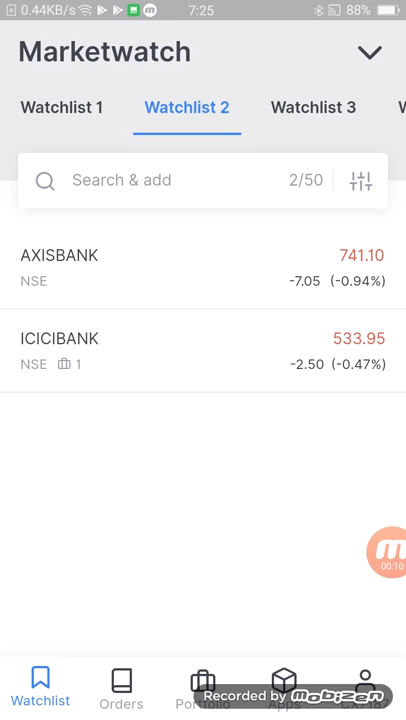 0.44KB/s 7:25 88%
Marketwatch
Watchlist 1 Watchlist 2 Watchlist 3 W
Search & add 2/50
AXISBANK 741.10
NSE -7.05 (-0.94%)
ICICIBANK 533.95
NSE 1 -2.50 (-0.47%)
m
00:10
Recorded by mobizen
Watchlist Orders Portfolio Apps